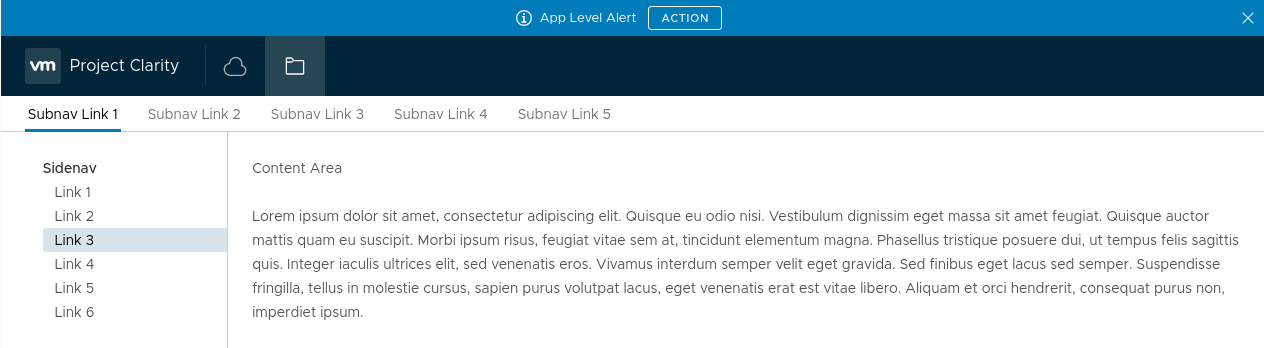 App Level Alert ACTION
vm Project Clarity
Subnav Link 1 Subnav Link 2 Subnav Link 3 Subnav Link 4 Subnav Link 5
Sidenav
Link 1
Link 2
Link 3
Link 4
Link 5
Link 6
Content Area
Lorem ipsum dolor sit amet, consectetur adipiscing elit. Quisque eu odio nisi. Vestibulum dignissim eget massa sit amet feugiat. Quisque auctor
mattis quam eu suscipit. Morbi ipsum risus, feugiat vitae sem at, tincidunt elementum magna. Phasellus tristique posuere dui, ut tempus felis sagittis
quis. Integer iaculis ultrices elit, sed venenatis eros. Vivamus interdum semper velit eget gravida. Sed finibus eget lacus sed semper. Suspendisse
fringilla, tellus in molestie cursus, sapien purus volutpat lacus, eget venenatis erat est vitae libero. Aliquam et orci hendrerit, consequat purus non,
imperdiet ipsum.